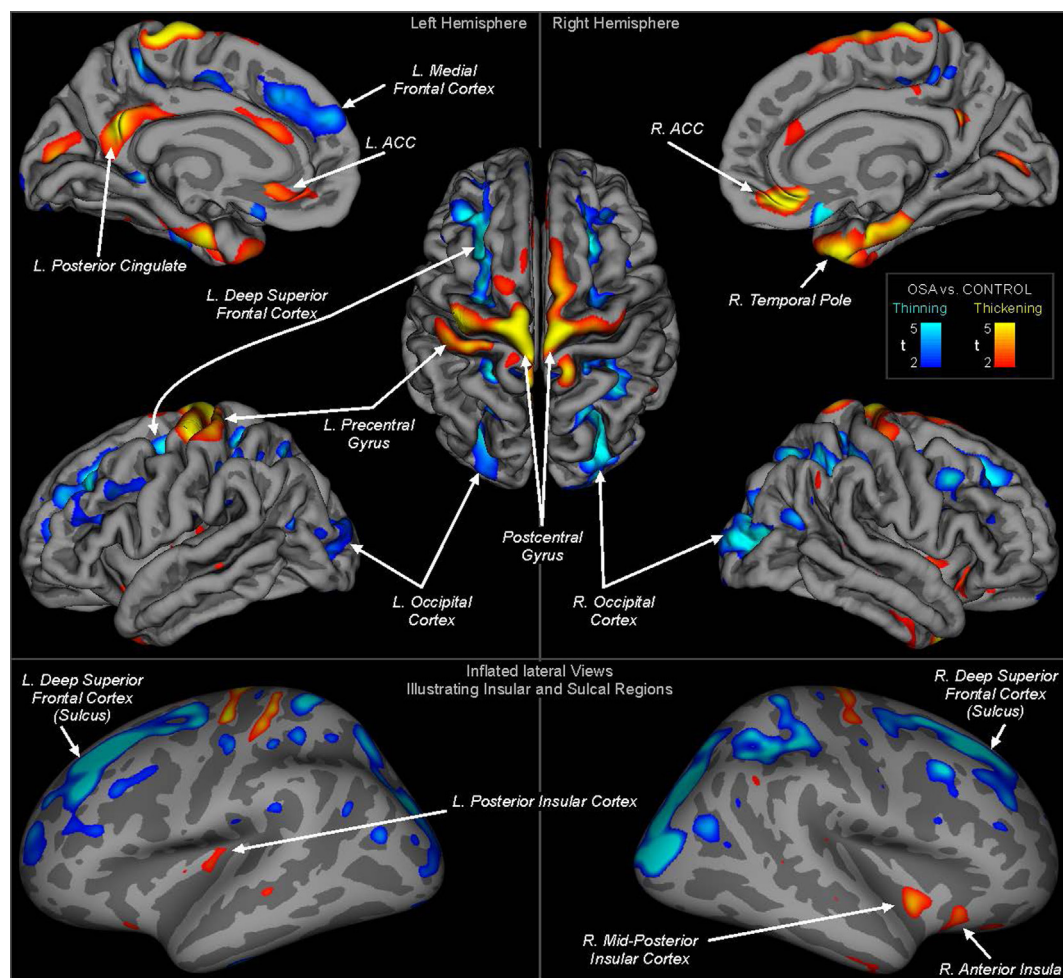 Left Hemisphere
Right Hemisphere
L. Medial
Frontal Cortex
L. ACC
R. ACC
L. Posterior Cingulate
R. Temporal Pole
L. Deep Superior
Frontal Cortex
OSA vs. CONTROL
Thinning
Thickening
5
t
2
5
t
2
L. Precentral
Gyrus
Postcentral
Gyrus
L. Occipital
Cortex
R. Occipital
Cortex
Inflated lateral Views
Illustrating Insular and Sulcal Regions
L. Deep Superior
Frontal Cortex
(Sulcus)
R. Deep Superior
Frontal Cortex
(Sulcus)
L. Posterior Insular Cortex
R. Mid-Posterior
Insular Cortex
R. Anterior Insula